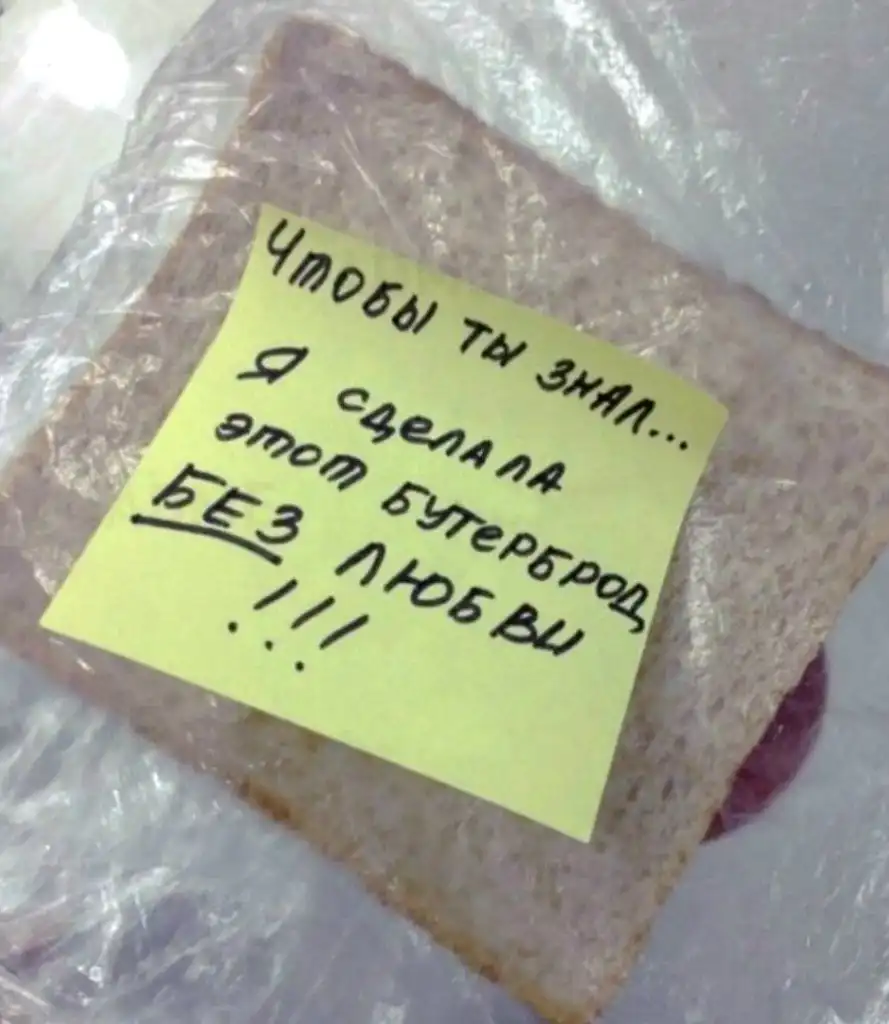 Чтобы ты знал...
Я сделала
этот бутерброд
БЕЗ ЛЮБВИ
!!!